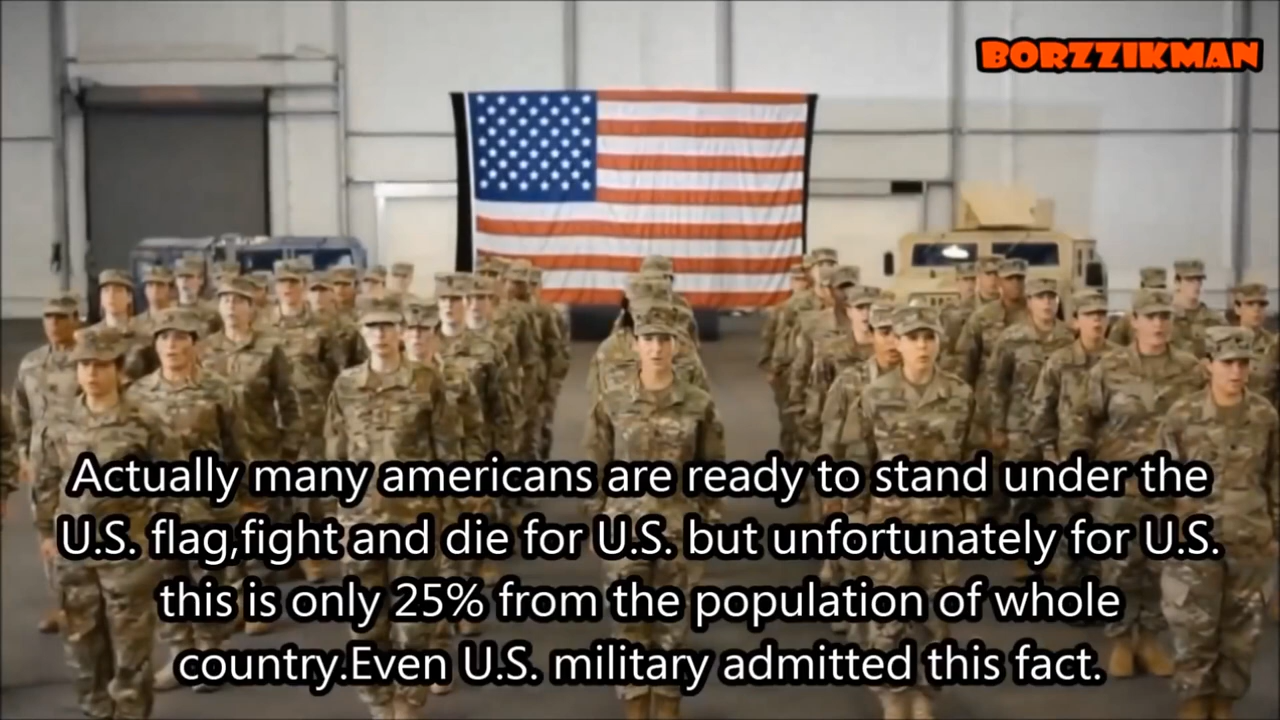 BORZZIKMAN
Actually many americans are ready to stand under the
U.S. flag,fight and die for U.S. but unfortunately for U.S.
this is only 25% from the population of whole
country.Even U.S. military admitted this fact.